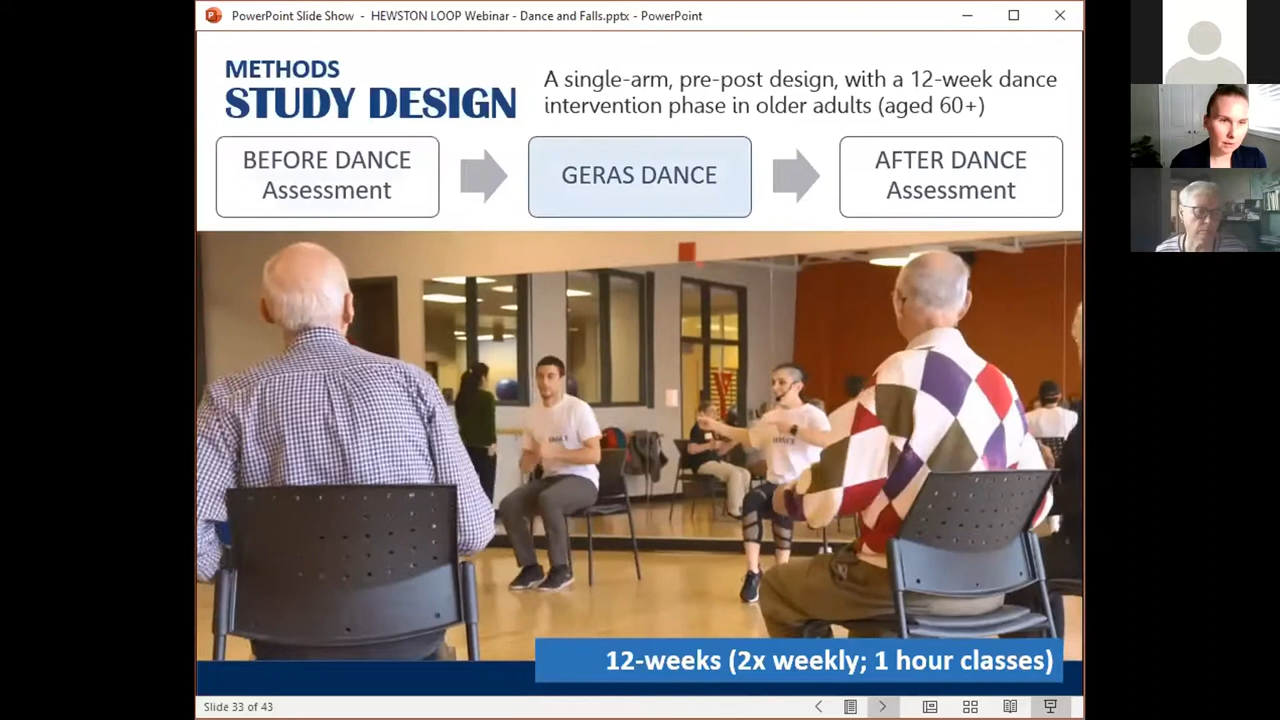 PowerPoint Slide Show - HEWSTON LOOP Webinar - Dance and Falls.pptx - PowerPoint
METHODS
STUDY DESIGN
A single-arm, pre-post design, with a 12-week dance
intervention phase in older adults (aged 60+)
BEFORE DANCE
Assessment
GERAS DANCE
AFTER DANCE
Assessment
12-weeks (2x weekly; 1 hour classes)
Slide 33 of 43